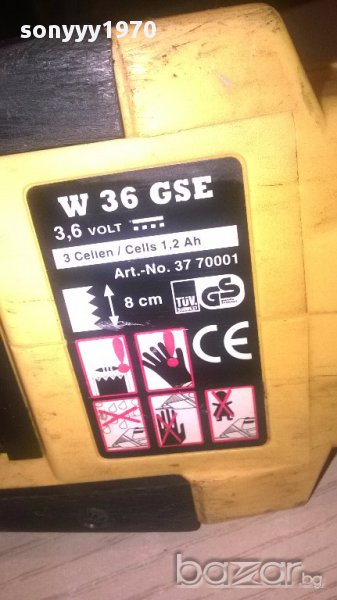 sonyyy1970
W 36 GSE
3,6 VOLT
3 Cellen / Cells 1,2 Ah
Art.-No. 37 70001
8 cm
TÜV
GS
CE
bazar.bg